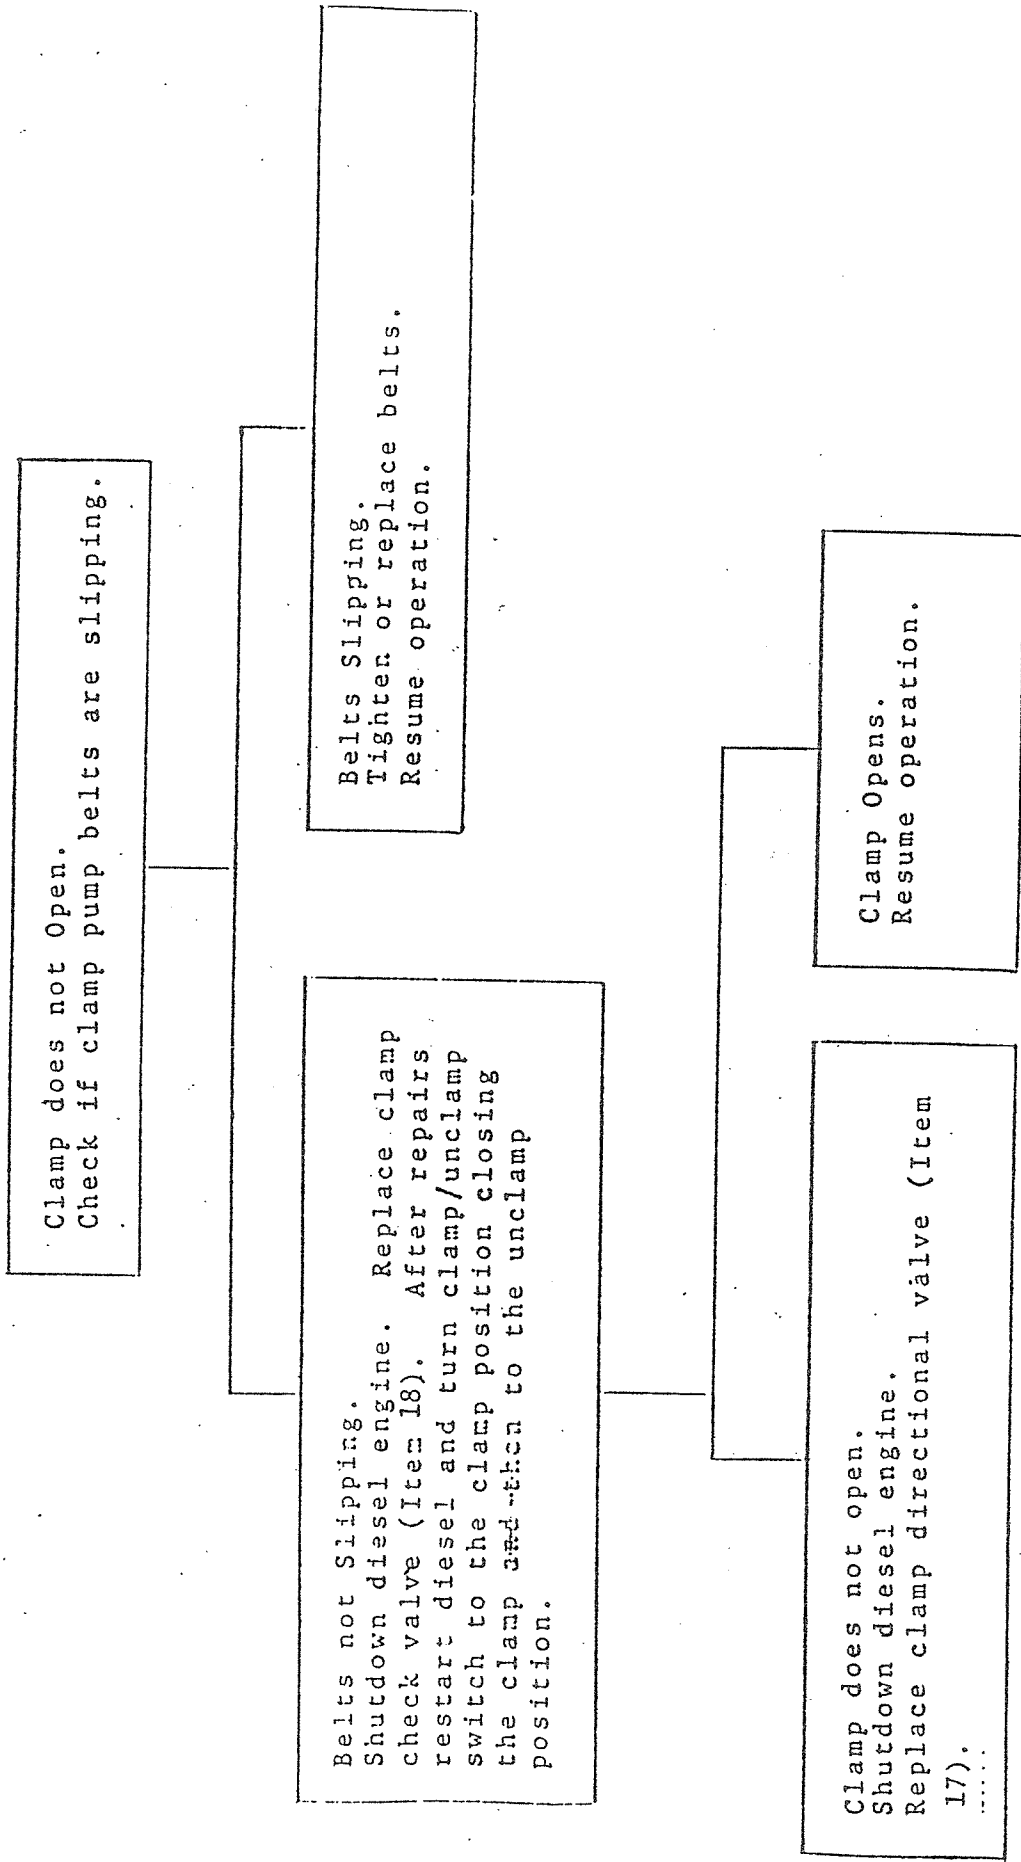 Clamp does not Open.
Check if clamp pump belts are slipping.
Belts not Slipping.
Shutdown diesel engine. Replace clamp
check valve (Item 18). After repairs
restart diesel and turn clamp/unclamp
switch to the clamp position closing
the clamp and then to the unclamp
position.
Belts Slipping.
Tighten or replace belts.
Resume operation.
Clamp does not open.
Shutdown diesel engine.
Replace clamp directional valve (Item
17).
Clamp Opens.
Resume operation.